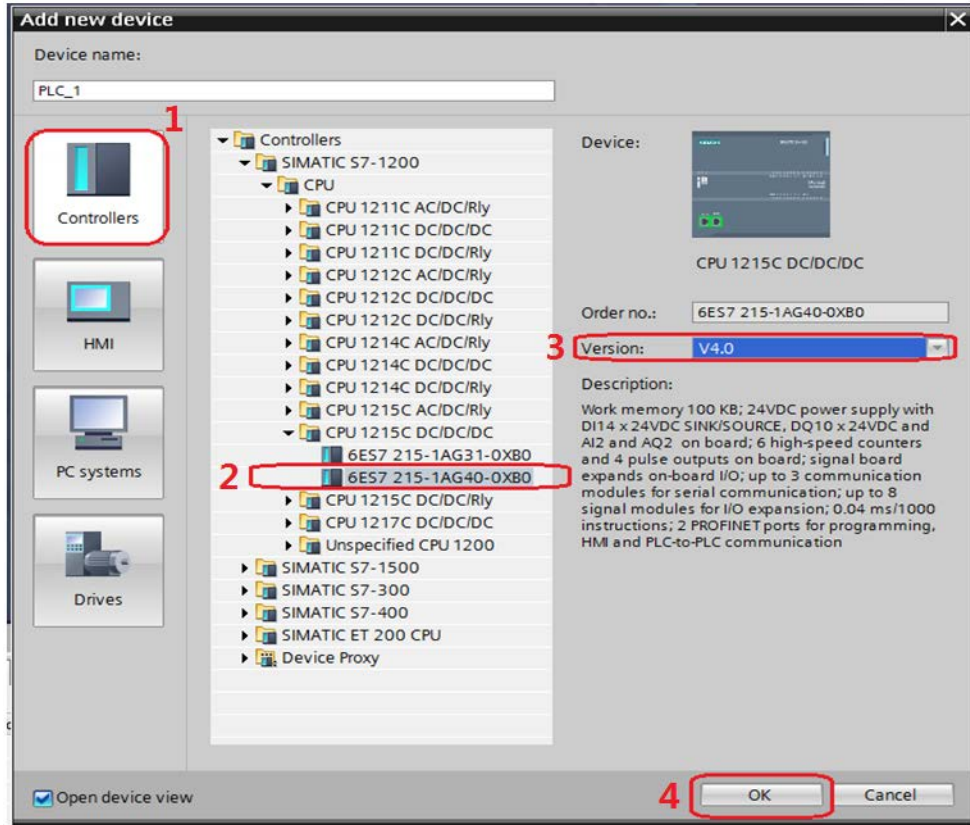 Add new device
Device name:
PLC_1
1
Controllers
HMI
PC systems
Drives
Controllers
SIMATIC S7-1200
CPU
CPU 1211C AC/DC/Rly
CPU 1211C DC/DC/DC
CPU 1211C DC/DC/Rly
CPU 1212C AC/DC/Rly
CPU 1212C DC/DC/DC
CPU 1212C DC/DC/Rly
CPU 1214C AC/DC/Rly
CPU 1214C DC/DC/DC
CPU 1214C DC/DC/Rly
CPU 1215C AC/DC/Rly
CPU 1215C DC/DC/DC
6ES7 215-1AG31-0XB0
2
6ES7 215-1AG40-0XB0
CPU 1215C DC/DC/Rly
CPU 1217C DC/DC/DC
Unspecified CPU 1200
SIMATIC S7-1500
SIMATIC S7-300
SIMATIC S7-400
SIMATIC ET 200 CPU
Device Proxy
Device:
CPU 1215C DC/DC/DC
Order no.: 6ES7 215-1AG40-0XB0
3
Version: V4.0
Description:
Work memory 100 KB; 24VDC power supply with
DI14 x 24VDC SINK/SOURCE, DQ10 x 24VDC and
AI2 and AQ2 on board; 6 high-speed counters
and 4 pulse outputs on board; signal board
expands on-board I/O; up to 3 communication
modules for serial communication; up to 8
signal modules for I/O expansion; 0.04 ms/1000
instructions; 2 PROFINET ports for programming,
HMI and PLC-to-PLC communication
Open device view
4
OK
Cancel